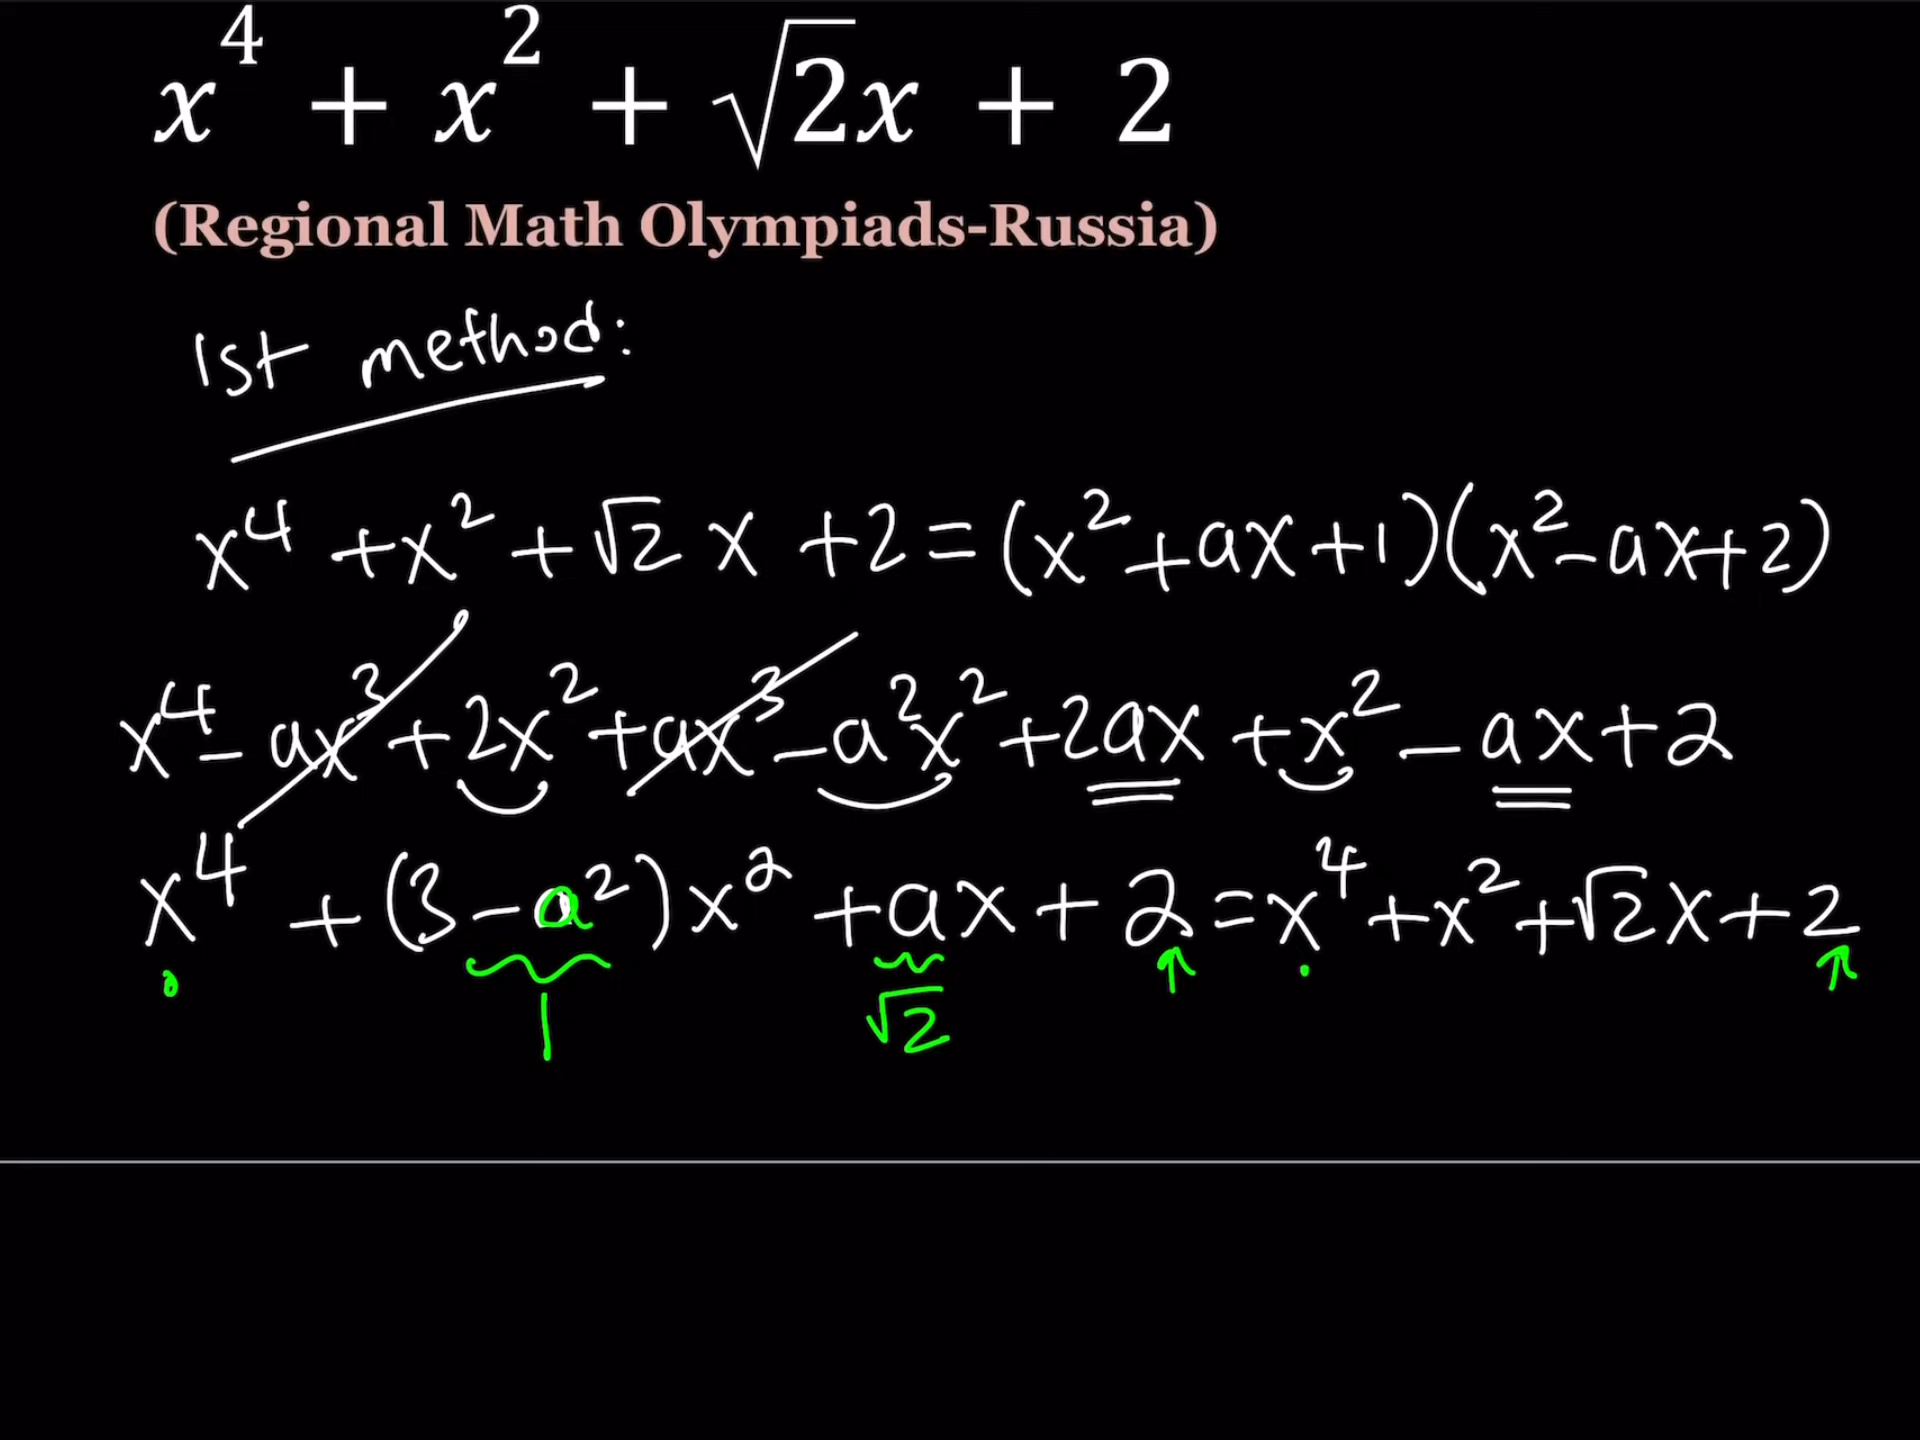 x⁴ + x² + √2x + 2
(Regional Math Olympiads-Russia)
1st method:
x⁴ + x² + √2 x + 2 = (x² + ax + 1)(x² - ax + 2)
x⁴ - ax³ + 2x² + ax³ - a²x² + 2ax + x² - ax + 2
x⁴ + (3 - a²)x² + ax + 2 = x⁴ + x² + √2x + 2
1 √2